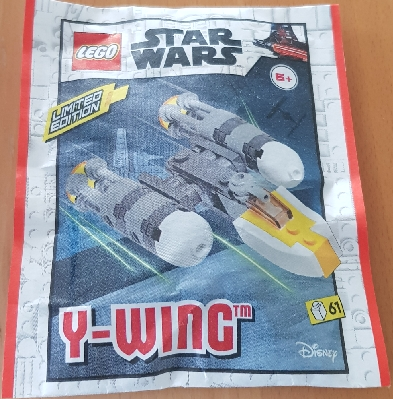 LEGO
STAR
WARS
6+
LIMITED
EDITION
Y-WING™
61
Disney